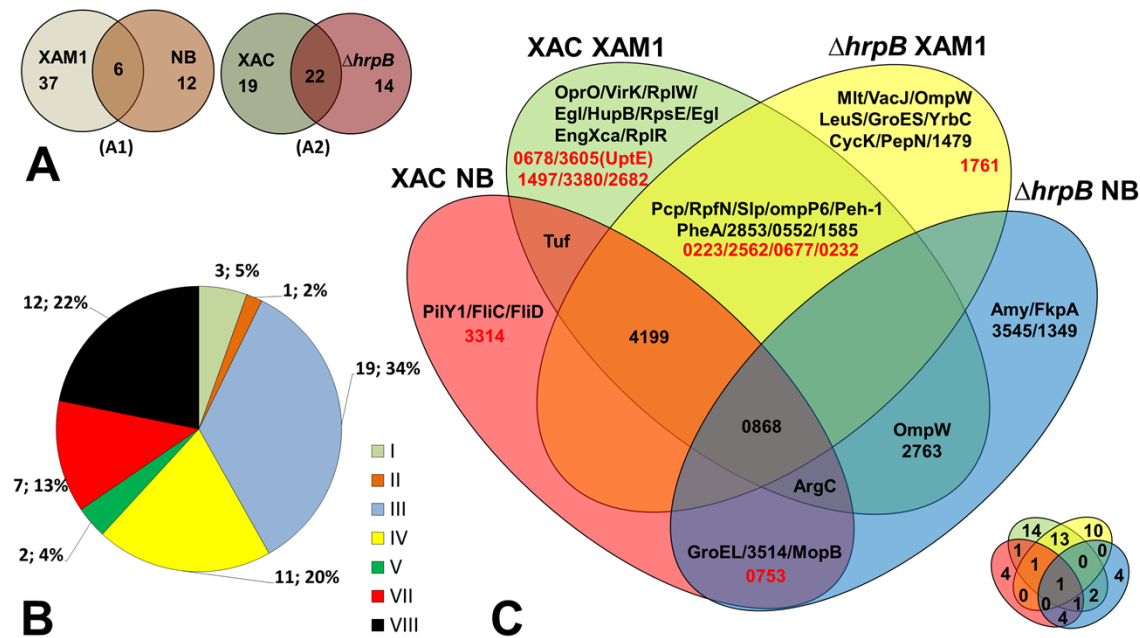 XAM1
37
6
NB
12
(A1)
XAC
19
22
ΔhrpB
14
(A2)
A
3; 5%
1; 2%
12; 22%
19; 34%
7; 13%
2; 4%
11; 20%
I
II
III
IV
V
VII
VIII
B
XAC XAM1
ΔhrpB XAM1
XAC NB
ΔhrpB NB
OprO/VirK/RplW/
Egl/HupB/RpsE/Egl
EngXca/RplR
0678/3605(UptE)
1497/3380/2682
Mlt/VacJ/OmpW
LeuS/GroES/YrbC
CycK/PepN/1479
1761
Pcp/RpfN/Slp/ompP6/Peh-1
PheA/2853/0552/1585
0223/2562/0677/0232
Tuf
PilY1/FliC/FliD
3314
4199
Amy/FkpA
3545/1349
0868
OmpW
2763
ArgC
GroEL/3514/MopB
0753
14
10
1
13
0
4
1
0
4
1
0
0
1
2
4
C